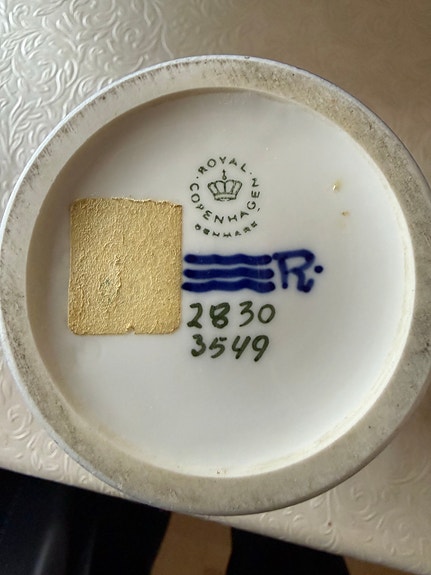 ROYAL
COPENHAGEN
DENMARK
R.
2830
3549